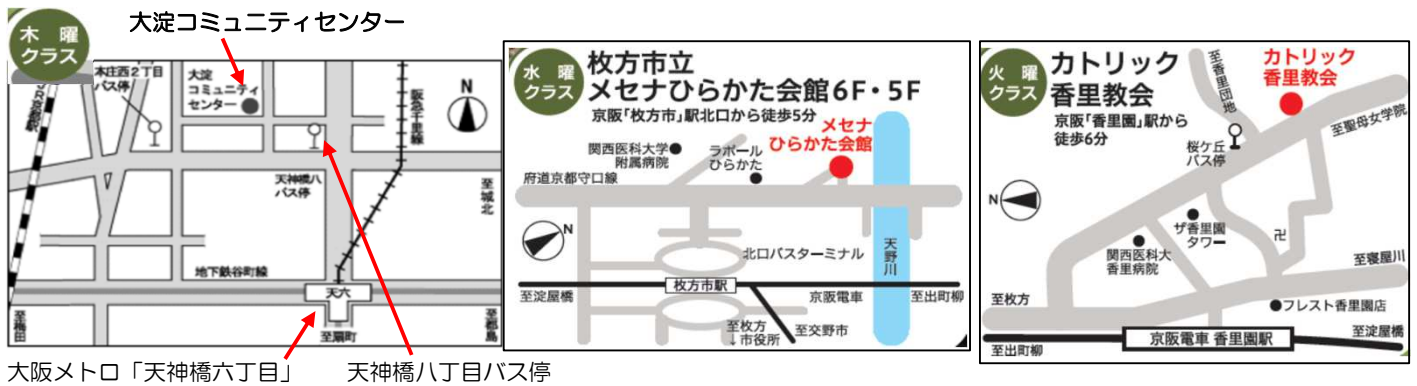 大淀コミュニティセンター
木 曜
クラス
JR京都線
本庄西2丁目
バス停
大淀
コミュニティ
センター
阪急千里線
N
天神橋八
バス停
至城北
地下鉄谷町線
天六
至梅田
至扇町
至都島
大阪メトロ「天神橋六丁目」
天神橋八丁目バス停
水 曜
クラス
枚方市立
メセナひらかた会館6F・5F
京阪「枚方市」駅北口から徒歩5分
メセナ
ひらかた会館
関西医科大学
附属病院
ラポール
ひらかた
府道京都守口線
N
北口バスターミナル
天野川
枚方市駅
至淀屋橋
京阪電車
至出町柳
至枚方
↓市役所
至交野市
火 曜
クラス
カトリック
香里教会
京阪「香里園」駅から
徒歩6分
至香里団地
カトリック
香里教会
至聖母女学院
桜ケ丘
バス停
N
ザ香里園
タワー
卍
関西医科大
香里病院
至寝屋川
至枚方
フレスト香里園店
至淀屋橋
京阪電車 香里園駅
至出町柳